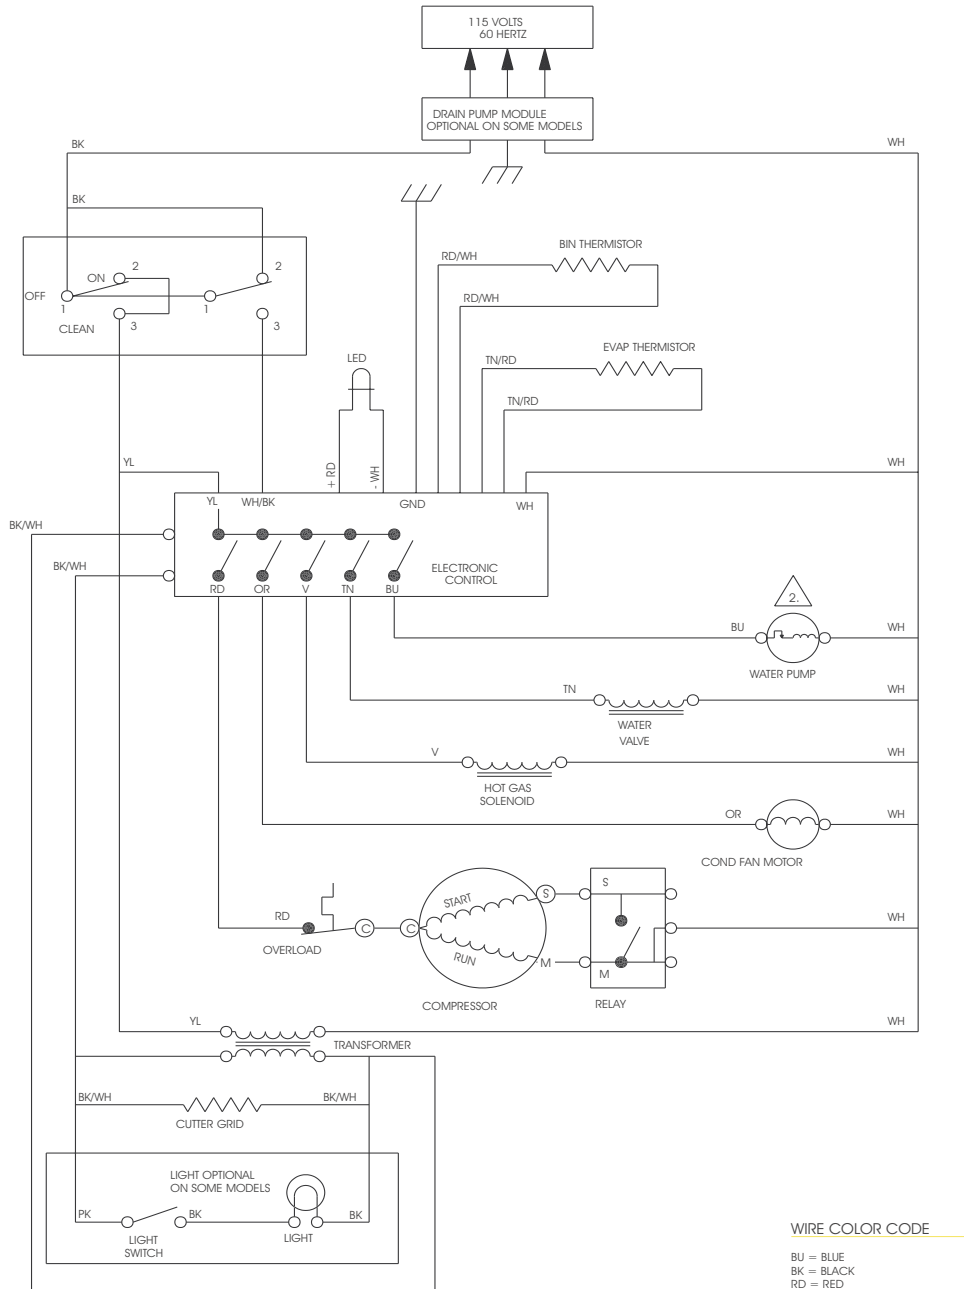 115 VOLTS
60 HERTZ
DRAIN PUMP MODULE
OPTIONAL ON SOME MODELS
BK
WH
BK
BIN THERMISTOR
RD/WH
RD/WH
2
2
ON
OFF
1
1
3
3
CLEAN
EVAP THERMISTOR
LED
TN/RD
TN/RD
YL
+ RD
- WH
WH
YL
WH/BK
GND
WH
BK/WH
BK/WH
ELECTRONIC
CONTROL
RD
OR
V
TN
BU
2.
BU
WH
WATER PUMP
TN
WH
WATER
VALVE
V
WH
HOT GAS
SOLENOID
OR
WH
COND FAN MOTOR
START
S
S
RD
C
C
WH
OVERLOAD
RUN
M
M
COMPRESSOR
RELAY
YL
WH
TRANSFORMER
BK/WH
BK/WH
CUTTER GRID
LIGHT OPTIONAL
ON SOME MODELS
PK
BK
BK
LIGHT
SWITCH
LIGHT
WIRE COLOR CODE
BU = BLUE
BK = BLACK
RD = RED